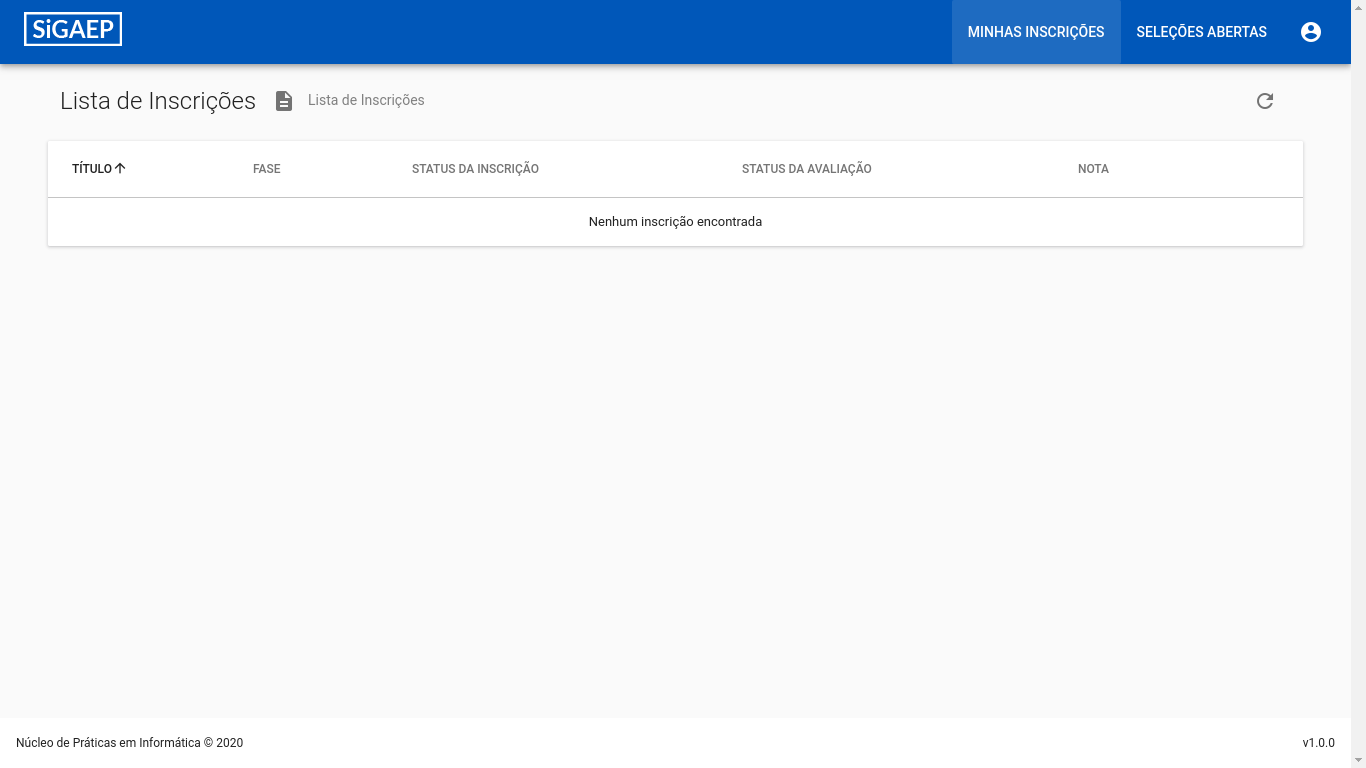 SiGAEP
MINHAS INSCRIÇÕES
SELEÇÕES ABERTAS
Lista de Inscrições
Lista de Inscrições
TÍTULO
FASE
STATUS DA INSCRIÇÃO
STATUS DA AVALIAÇÃO
NOTA
Nenhum inscrição encontrada
Núcleo de Práticas em Informática © 2020
v1.0.0